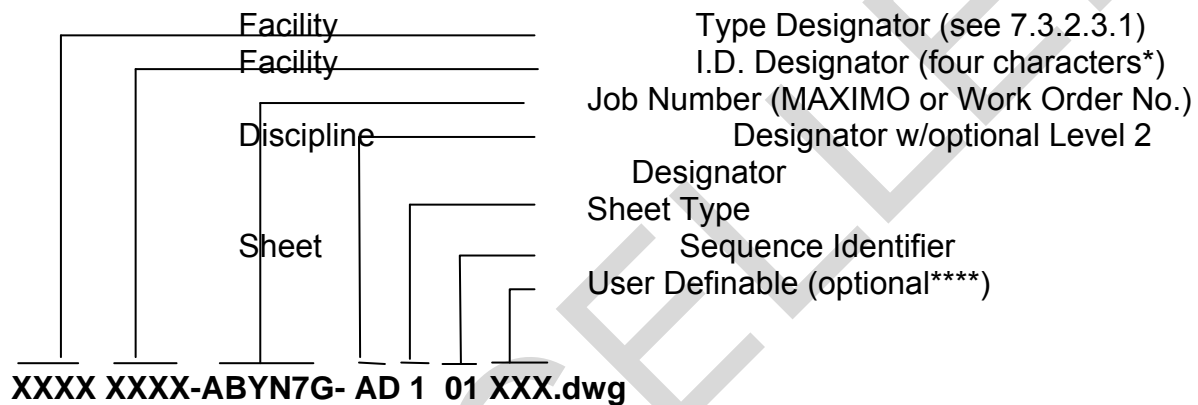 Facility Type Designator (see 7.3.2.3.1)
Facility I.D. Designator (four characters*)
Job Number (MAXIMO or Work Order No.)
Discipline Designator w/optional Level 2
Designator
Sheet Type
Sheet Sequence Identifier
User Definable (optional****)
XXXX XXXX-ABYN7G- AD 1 01 XXX.dwg